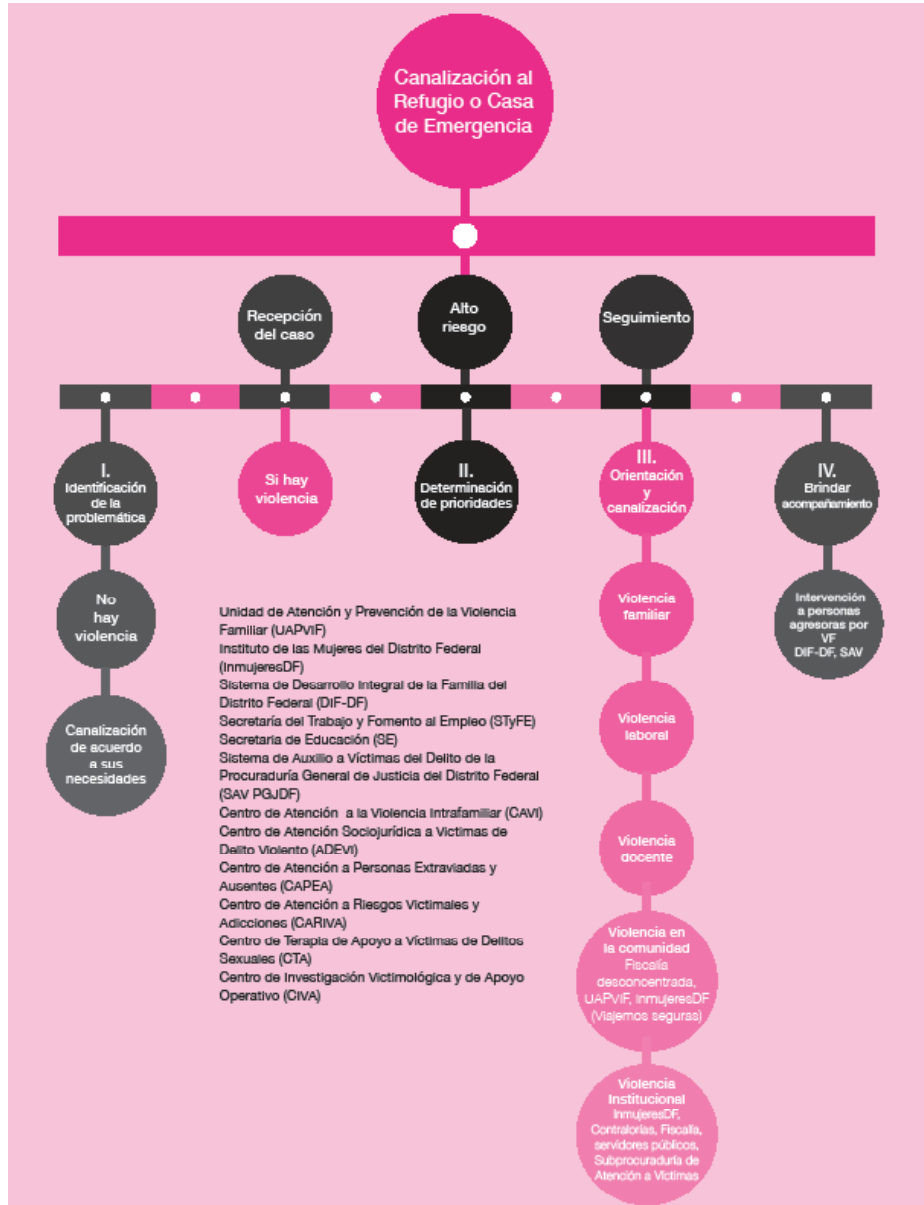 Canalización al
Refugio o Casa
de Emergencia
Recepción
del caso
Alto
riesgo
Seguimiento
I.
Identificación
de la
problemática
Si hay
violencia
II.
Determinación
de prioridades
III.
Orientación
y
canalización
IV.
Brindar
acompañamiento
No
hay
violencia
Canalización
de acuerdo
a sus
necesidades
Unidad de Atención y Prevención de la Violencia
Familiar (UAPVIF)
Instituto de las Mujeres del Distrito Federal
(InmujeresDF)
Sistema de Desarrollo Integral de la Familia del
Distrito Federal (DIF-DF)
Secretaría del Trabajo y Fomento al Empleo (STyFE)
Secretaria de Educación (SE)
Sistema de Auxilio a Víctimas del Delito de la
Procuraduría General de Justicia del Distrito Federal
(SAV PGJDF)
Centro de Atención a la Violencia Intrafamiliar (CAVI)
Centro de Atención Sociojurídica a Victimas de
Delito Violento (ADEVI)
Centro de Atención a Personas Extraviadas y
Ausentes (CAPEA)
Centro de Atención a Riesgos Victimales y
Adicciones (CARIVA)
Centro de Terapia de Apoyo a Víctimas de Delitos
Sexuales (CTA)
Centro de Investigación Victimológica y de Apoyo
Operativo (CIVA)
Violencia
familiar
Violencia
laboral
Violencia
docente
Violencia en
la comunidad
Fiscalía
desconcentrada,
UAPVIF, InmujeresDF
(Viajemos seguras)
Violencia
Institucional
InmujeresDF,
Contralorías, Fiscalía,
servidores públicos,
Subprocuraduría de
Atención a Víctimas
Intervención
a personas
agresoras por
VF
DIF-DF, SAV